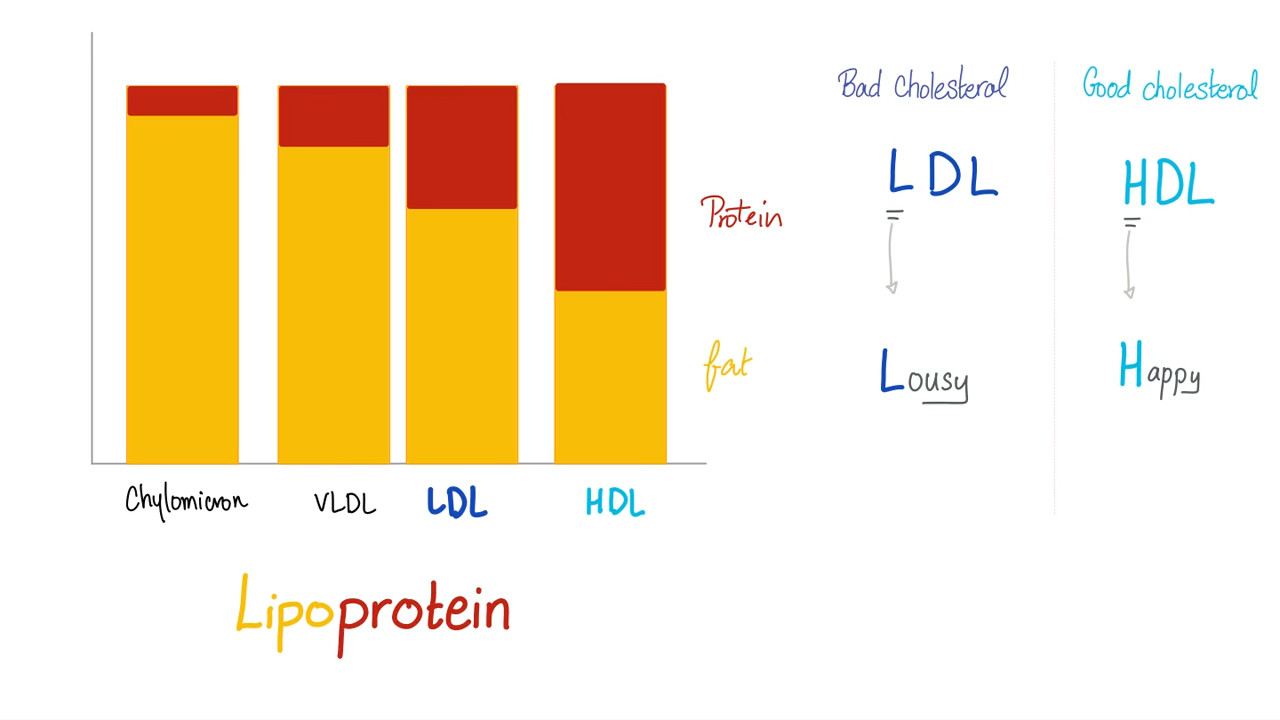 Bad Cholesterol
Good cholesterol
LDL
HDL
Protein
fat
Lousy
Happy
Chylomicron
VLDL
LDL
HDL
Lipoprotein